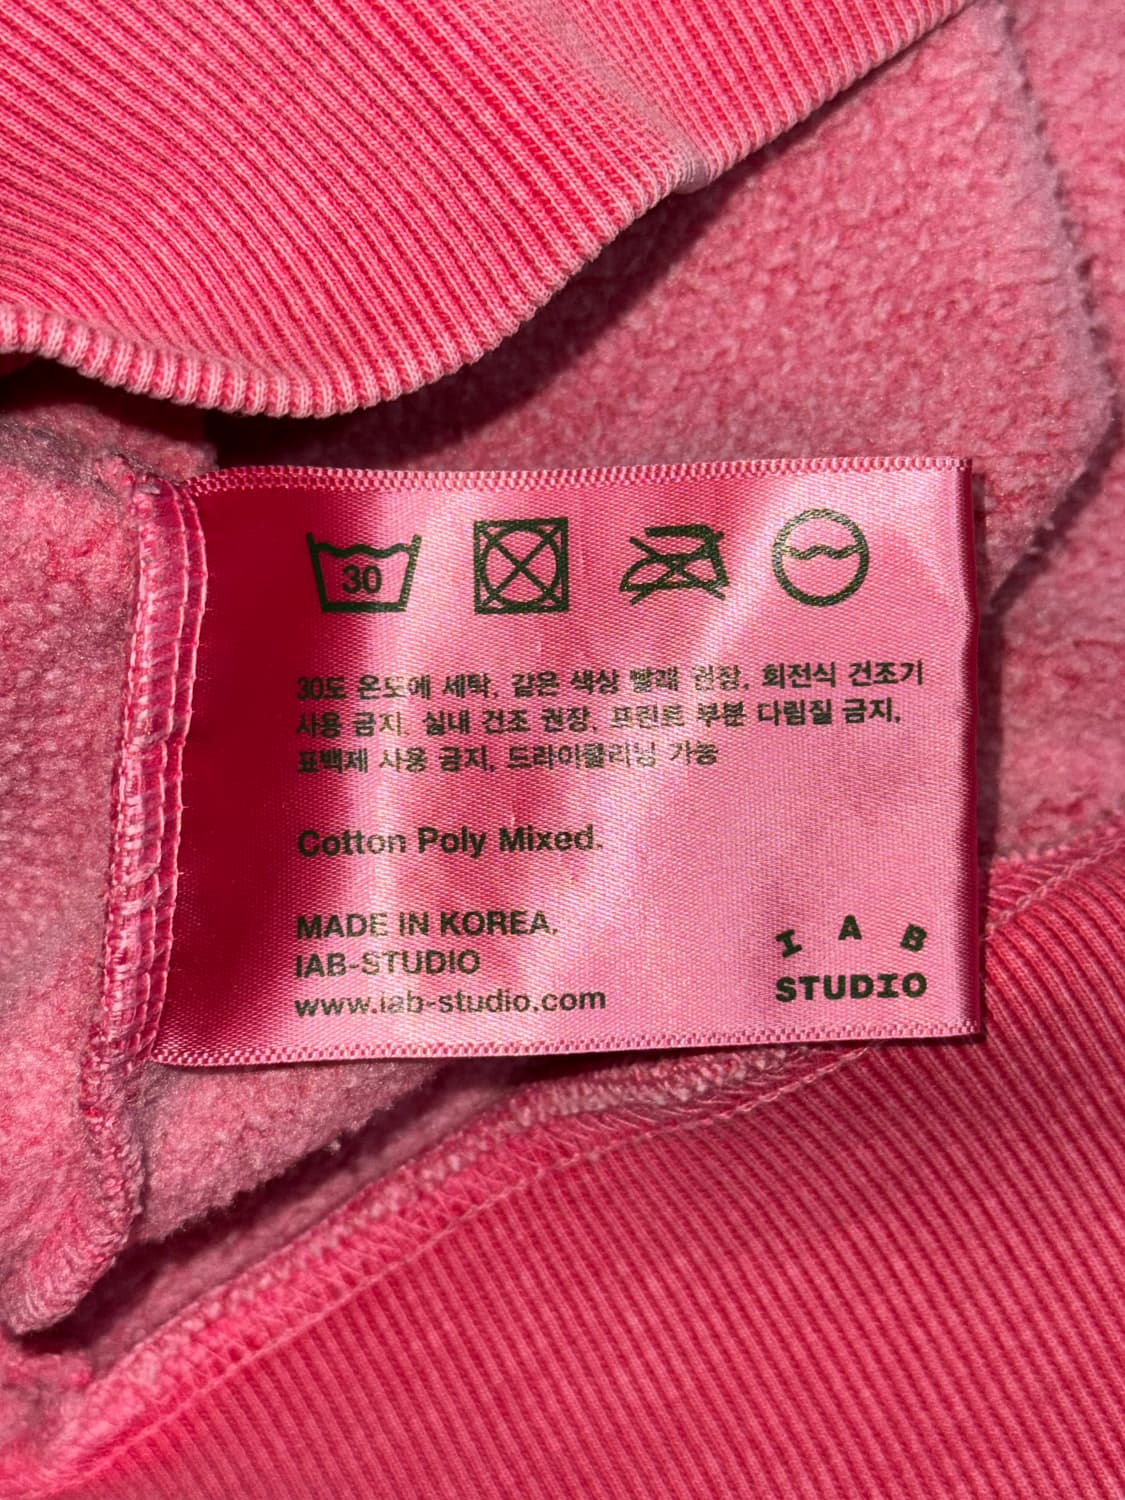 30
30도 온도에 세탁, 같은 색상 빨래 권장, 회전식 건조기
사용 금지, 실내 건조 권장, 프린트 부분 다림질 금지,
표백제 사용 금지, 드라이클리닝 가능
Cotton Poly Mixed.
MADE IN KOREA.
IAB-STUDIO
www.iab-studio.com
I A B
STUDIO